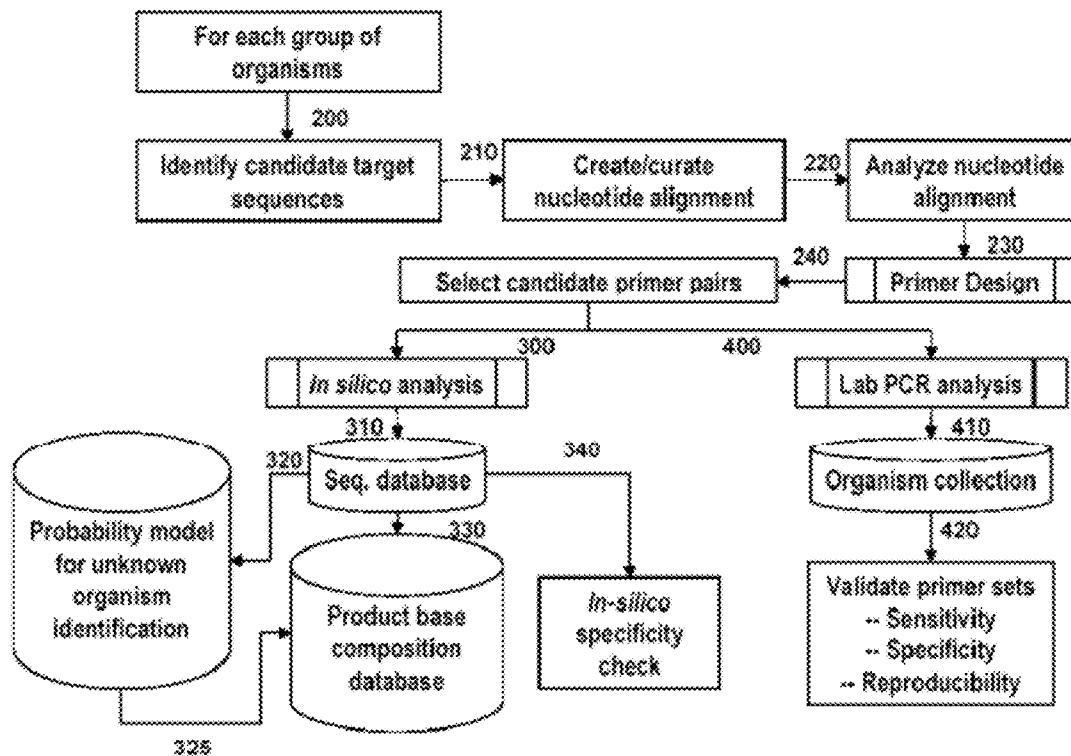 For each group of
organisms
200
Identify candidate target
sequences
210
Create/curate
nucleotide alignment
220
Analyze nucleotide
alignment
230
Primer Design
240
Select candidate primer pairs
300
400
In silico analysis
Lab PCR analysis
310
410
Seq. database
Organism collection
320
340
330
420
Probability model
for unknown
organism
identification
Product base
composition
database
In-silico
specificity
check
Validate primer sets
-- Sensitivity
-- Specificity
-- Reproducibility
325